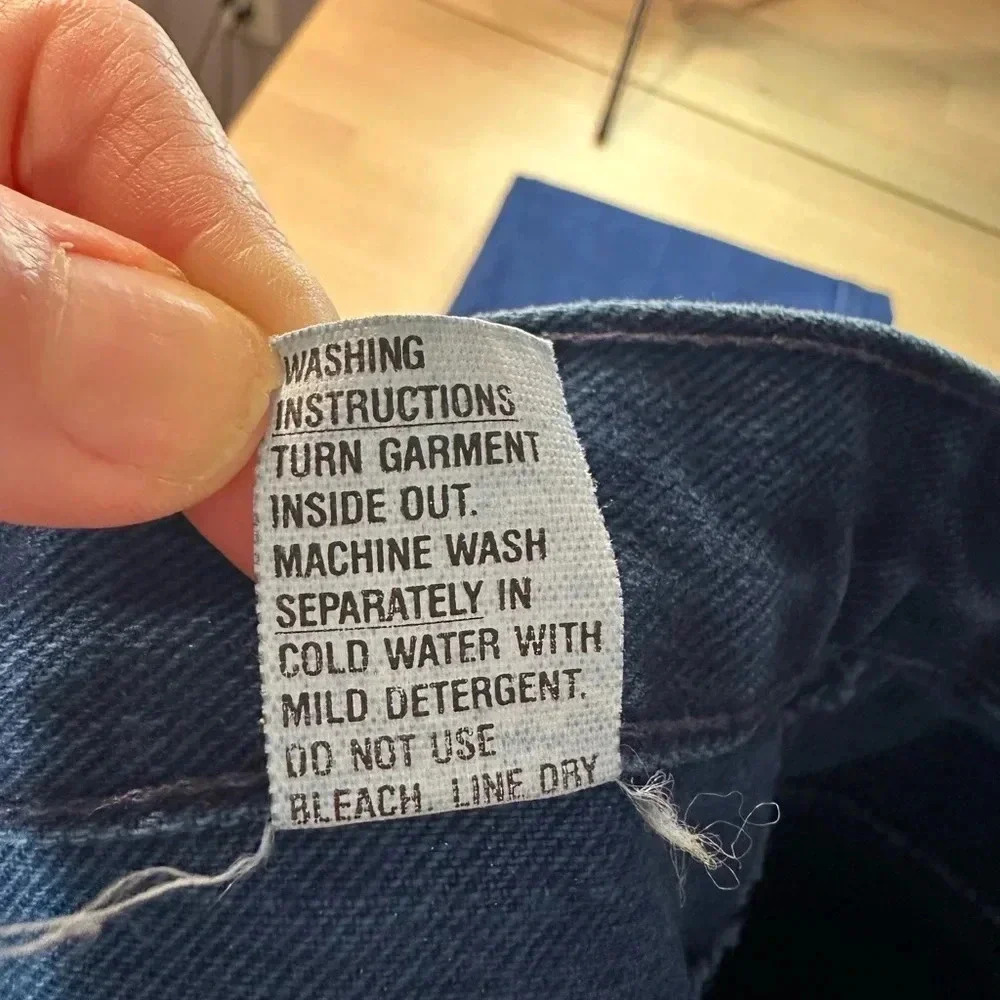 WASHING
INSTRUCTIONS
TURN GARMENT
INSIDE OUT.
MACHINE WASH
SEPARATELY IN
COLD WATER WITH
MILD DETERGENT.
DO NOT USE
BLEACH LINE DRY